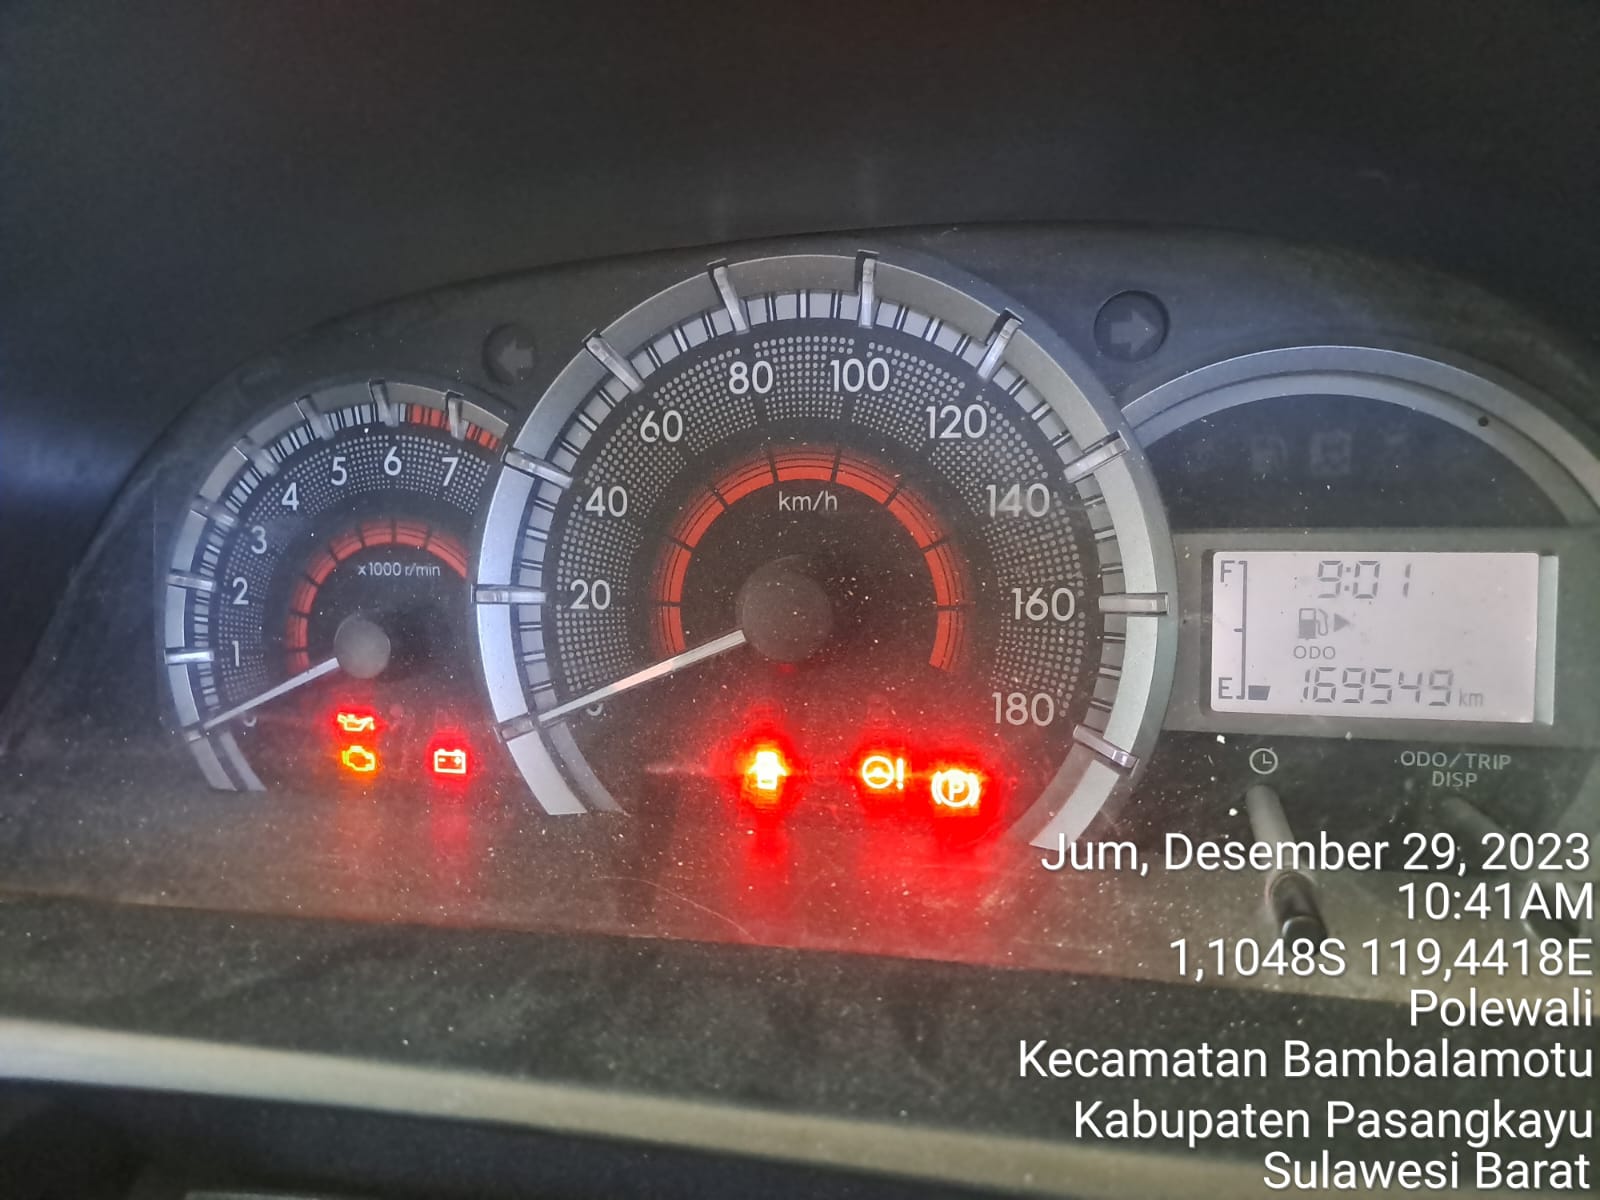 1
2
3
4
5
6
7
x1000 r/min
20
40
60
80
100
120
140
160
180
km/h
F
9:01
ODO
E
169549 km
P
ODO/TRIP
DISP
Jum, Desember 29, 2023
10:41AM
1,1048S 119,4418E
Polewali
Kecamatan Bambalamotu
Kabupaten Pasangkayu
Sulawesi Barat